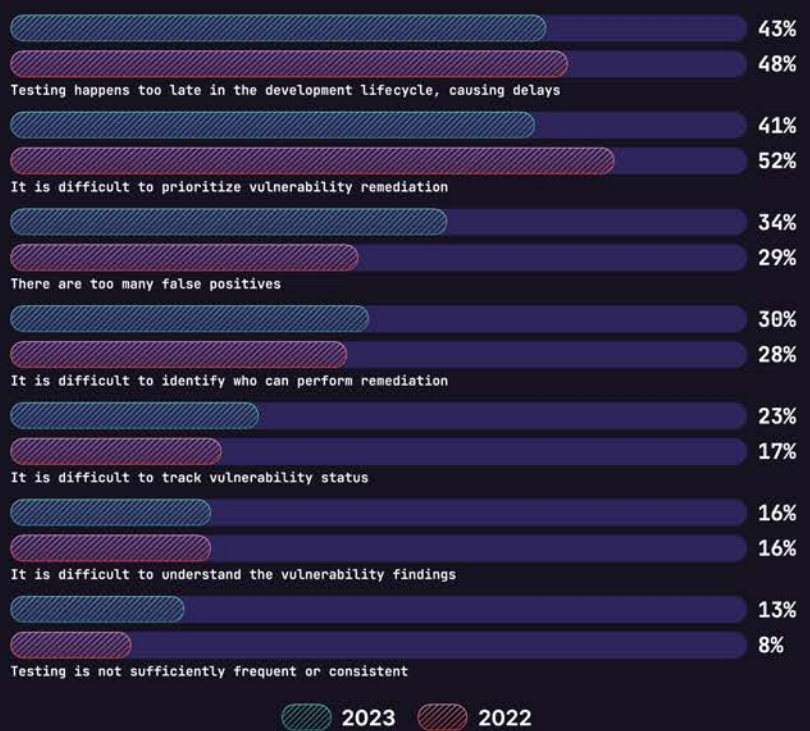 43%
48%
Testing happens too late in the development lifecycle, causing delays
41%
52%
It is difficult to prioritize vulnerability remediation
34%
29%
There are too many false positives
30%
28%
It is difficult to identify who can perform remediation
23%
17%
It is difficult to track vulnerability status
16%
16%
It is difficult to understand the vulnerability findings
13%
8%
Testing is not sufficiently frequent or consistent
2023 2022